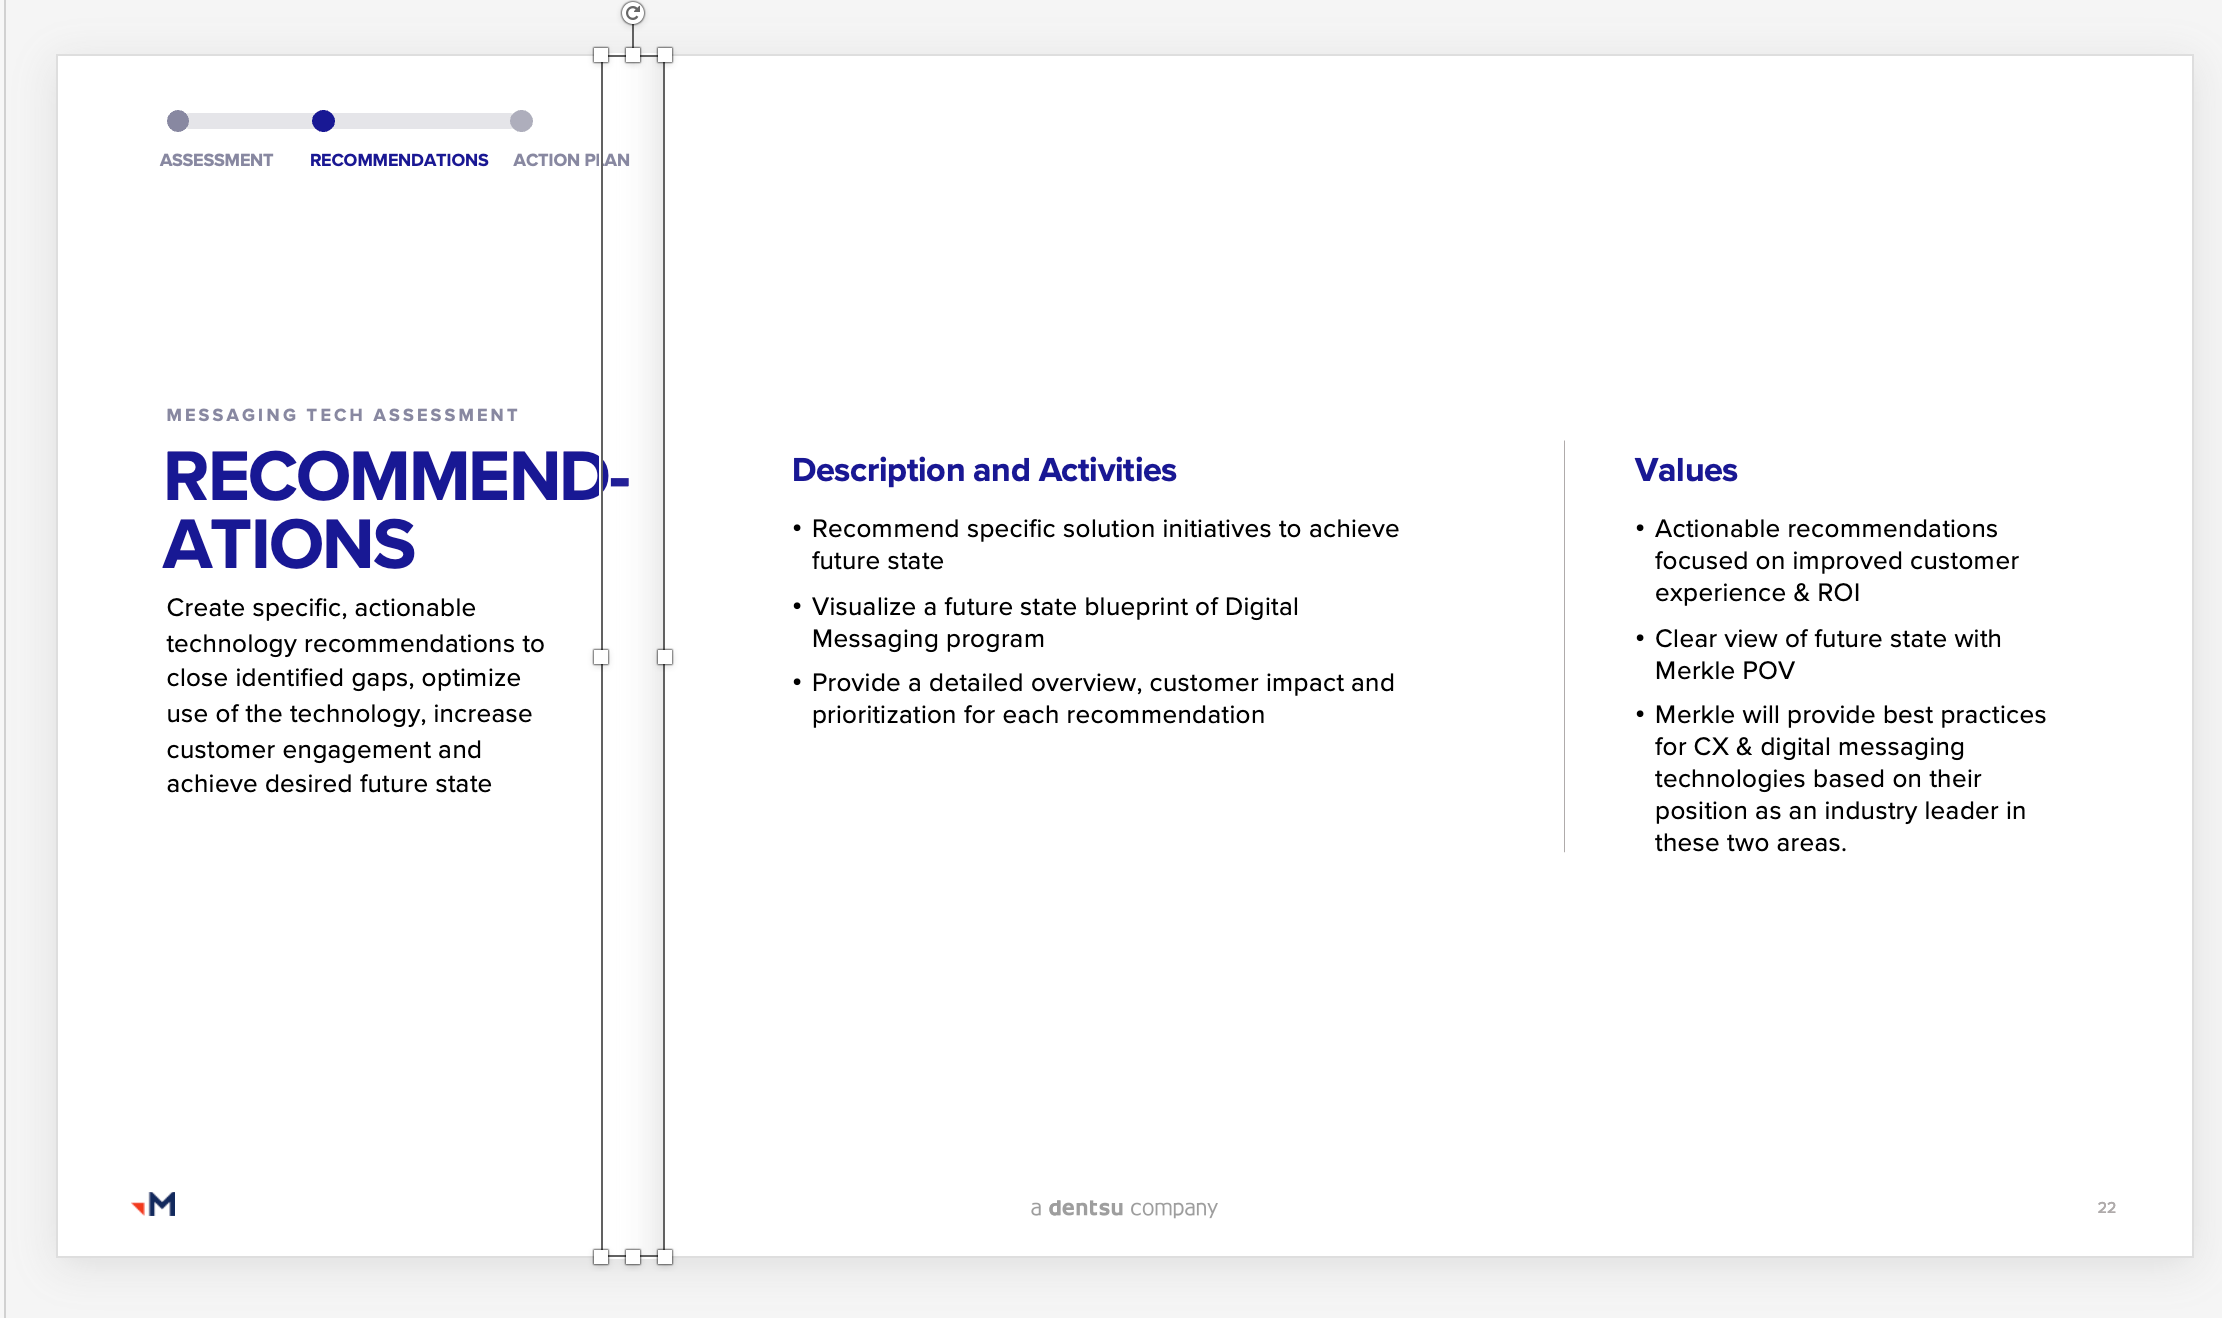 ASSESSMENT RECOMMENDATIONS ACTION PLAN
MESSAGING TECH ASSESSMENT
RECOMMEND-
ATIONS
Create specific, actionable
technology recommendations to
close identified gaps, optimize
use of the technology, increase
customer engagement and
achieve desired future state
Description and Activities
• Recommend specific solution initiatives to achieve
future state
• Visualize a future state blueprint of Digital
Messaging program
• Provide a detailed overview, customer impact and
prioritization for each recommendation
Values
• Actionable recommendations
focused on improved customer
experience & ROI
• Clear view of future state with
Merkle POV
• Merkle will provide best practices
for CX & digital messaging
technologies based on their
position as an industry leader in
these two areas.
M
a dentsu company
22